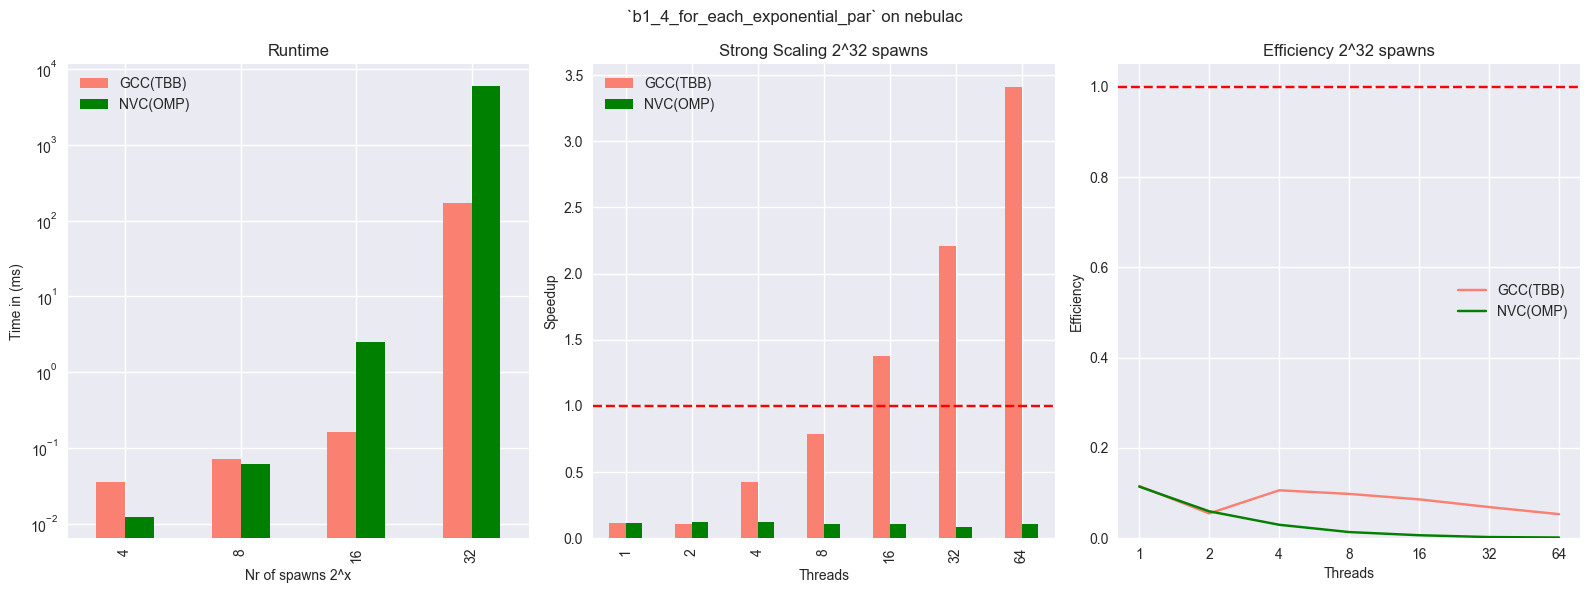 `b1_4_for_each_exponential_par` on nebulac
Runtime
GCC(TBB)
NVC(OMP)
Time in (ms)
10^4
10^3
10^2
10^1
10^0
10^−1
10^−2
4
8
16
32
Nr of spawns 2^x
Strong Scaling 2^32 spawns
GCC(TBB)
NVC(OMP)
Speedup
3.5
3.0
2.5
2.0
1.5
1.0
0.5
0.0
1
2
4
8
16
32
64
Threads
Efficiency 2^32 spawns
GCC(TBB)
NVC(OMP)
Efficiency
1.0
0.8
0.6
0.4
0.2
0.0
1
2
4
8
16
32
64
Threads